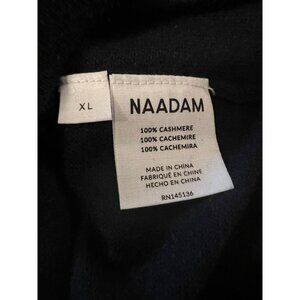 XL
NAADAM
100% CASHMERE
100% CACHEMIRE
100% CACHEMIRA
MADE IN CHINA
FABRIQUÉ EN CHINE
HECHO EN CHINA
RN145136